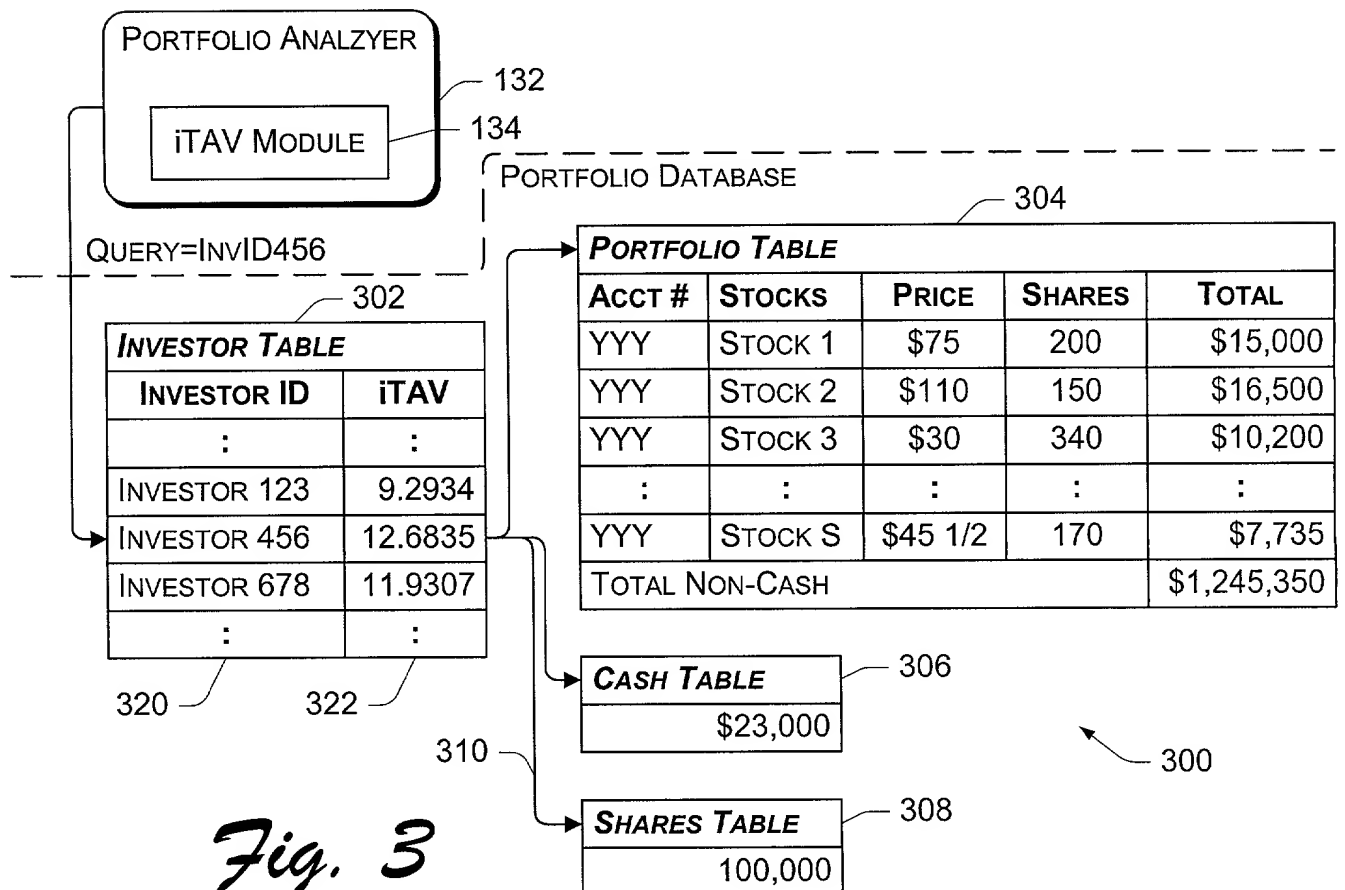 PORTFOLIO ANALZYER
132
iTAV MODULE
134
PORTFOLIO DATABASE
QUERY=INVID456
304
PORTFOLIO TABLE
ACCT # STOCKS PRICE SHARES TOTAL
YYY STOCK 1 $75 200 $15,000
YYY STOCK 2 $110 150 $16,500
YYY STOCK 3 $30 340 $10,200
: : : : :
YYY STOCK S $45 1/2 170 $7,735
TOTAL NON-CASH $1,245,350
302
INVESTOR TABLE
INVESTOR ID iTAV
: :
INVESTOR 123 9.2934
INVESTOR 456 12.6835
INVESTOR 678 11.9307
: :
320 322
CASH TABLE 306
$23,000
310
300
SHARES TABLE 308
100,000
Fig. 3